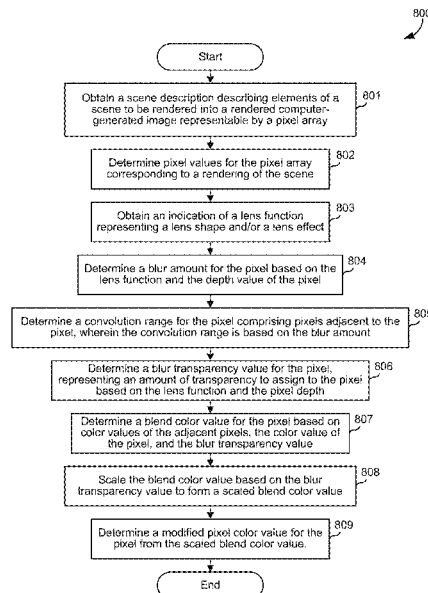 800
Start
Obtain a scene description describing elements of a
scene to be rendered into a rendered computer-
generated image representable by a pixel array
801
Determine pixel values for the pixel array
corresponding to a rendering of the scene
802
Obtain an indication of a lens function
representing a lens shape and/or a lens effect
803
Determine a blur amount for the pixel based on the
lens function and the depth value of the pixel
804
Determine a convolution range for the pixel comprising pixels adjacent to the
pixel, wherein the convolution range is based on the blur amount
805
Determine a blur transparency value for the pixel,
representing an amount of transparency to assign to the pixel
based on the lens function and the pixel depth
806
Determine a blend color value for the pixel based on
color values of the adjacent pixels, the color value of
the pixel, and the blur transparency value
807
Scale the blend color value based on the blur
transparency value to form a scaled blend color value
808
Determine a modified pixel color value for the
pixel from the scaled blend color value.
809
End